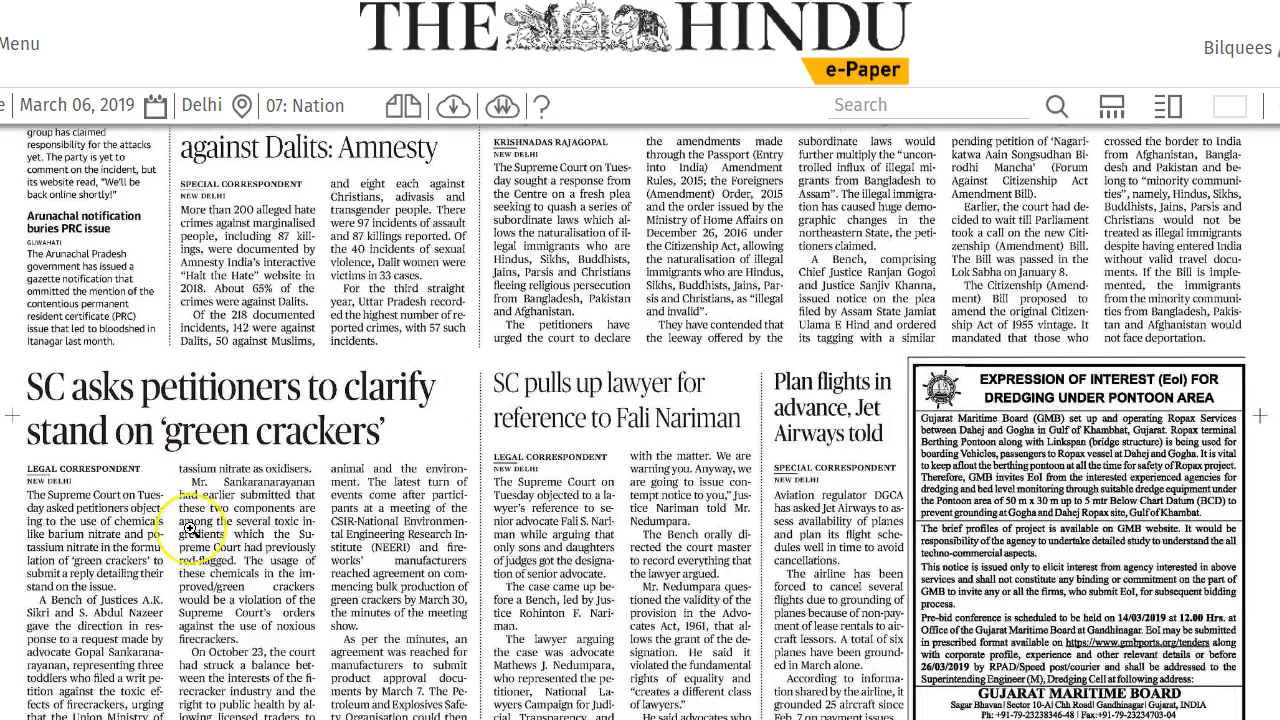 THE HINDU
e-Paper
Menu
Bilquees
e
March 06, 2019
Delhi
07: Nation
?
Search
group has claimed
responsibility for the attacks
yet. The party is yet to
comment on the incident, but
its website read, "We'll be
back online shortly!"
Arunachal notification
buries PRC issue
GUWAHATI
The Arunachal Pradesh
government has issued a
gazette notification that
ommitted the mention of the
contentious permanent
resident certificate (PRC)
issue that led to bloodshed in
Itanagar last month.
against Dalits: Amnesty
SPECIAL CORRESPONDENT
NEW DELHI
More than 200 alleged hate
crimes against marginalised
people, including 87 kill-
ings, were documented by
Amnesty India's interactive
"Halt the Hate" website in
2018. About 65% of the
crimes were against Dalits.
Of the 218 documented
incidents, 142 were against
Dalits, 50 against Muslims,
and eight each against
Christians, adivasis and
transgender people. There
were 97 incidents of assault
and 87 killings reported. Of
the 40 incidents of sexual
violence, Dalit women were
victims in 33 cases.
For the third straight
year, Uttar Pradesh record-
ed the highest number of re-
ported crimes, with 57 such
incidents.
KRISHNADAS RAJAGOPAL
NEW DELHI
The Supreme Court on Tues-
day sought a response from
the Centre on a fresh plea
seeking to quash a series of
subordinate laws which al-
lows the naturalisation of il-
legal immigrants who are
Hindus, Sikhs, Buddhists,
Jains, Parsis and Christians
fleeing religious persecution
from Bangladesh, Pakistan
and Afghanistan.
The petitioners have
urged the court to declare
the amendments made
through the Passport (Entry
into India) Amendment
Rules, 2015; the Foreigners
(Amendment) Order, 2015
and the order issued by the
Ministry of Home Affairs on
December 26, 2016 under
the Citizenship Act, allowing
the naturalisation of illegal
immigrants who are Hindus,
Sikhs, Buddhists, Jains, Par-
sis and Christians, as "illegal
and invalid".
They have contended that
the leeway offered by the
subordinate laws would
further multiply the "uncon-
trolled influx of illegal mi-
grants from Bangladesh to
Assam". The illegal immigra-
tion has caused huge demo-
graphic changes in the
northeastern State, the peti-
tioners claimed.
A Bench, comprising
Chief Justice Ranjan Gogoi
and Justice Sanjiv Khanna,
issued notice on the plea
filed by Assam State Jamiat
Ulama E Hind and ordered
its tagging with a similar
pending petition of 'Nagari-
katwa Aain Songsudhan Bi-
rodhi Mancha' (Forum
Against Citizenship Act
Amendment Bill).
Earlier, the court had de-
cided to wait till Parliament
took a call on the new Citi-
zenship (Amendment) Bill.
The Bill was passed in the
Lok Sabha on January 8.
The Citizenship (Amend-
ment) Bill proposed to
amend the original Citizen-
ship Act of 1955 vintage. It
mandated that those who
crossed the border to India
from Afghanistan, Bangla-
desh and Pakistan and be-
long to "minority communi-
ties", namely, Hindus, Sikhs,
Buddhists, Jains, Parsis and
Christians would not be
treated as illegal immigrants
despite having entered India
without valid travel docu-
ments. If the Bill is imple-
mented, the immigrants
from the minority communi-
ties from Bangladesh, Pakis-
tan and Afghanistan would
not face deportation.
SC asks petitioners to clarify
stand on 'green crackers'
LEGAL CORRESPONDENT
NEW DELHI
The Supreme Court on Tues-
day asked petitioners object-
ing to the use of chemicals
like barium nitrate and po-
tassium nitrate in the formu-
lation of 'green crackers' to
submit a reply detailing their
stand on the issue.
A Bench of Justices A.K.
Sikri and S. Abdul Nazeer
gave the direction in res-
ponse to a request made by
advocate Gopal Sankarana-
rayanan, representing three
toddlers who filed a writ pe-
tition against the toxic ef-
fects of firecrackers, urging
that the Union Ministry of
tassium nitrate as oxidisers.
Mr. Sankaranarayanan
had earlier submitted that
these two components are
among the several toxic in-
gredients which the Su-
preme Court had previously
red-flagged. The usage of
these chemicals in the im-
proved/green crackers
would be a violation of the
Supreme Court's orders
against the use of noxious
firecrackers.
On October 23, the court
had struck a balance bet-
ween the interests of the fi-
recracker industry and the
right to public health by al-
lowing licensed traders to
animal and the environ-
ment. The latest turn of
events come after partici-
pants at a meeting of the
CSIR-National Environmen-
tal Engineering Research In-
stitute (NEERI) and fire-
works' manufacturers
reached agreement on com-
mencing bulk production of
green crackers by March 30,
the minutes of the meeting
show.
As per the minutes, an
agreement was signed for
manufacturers to submit
product approval docu-
ments by March 7. The Pe-
troleum and Explosives Safe-
ty Organisation could then
SC pulls up lawyer for
reference to Fali Nariman
LEGAL CORRESPONDENT
NEW DELHI
The Supreme Court on
Tuesday objected to a la-
wyer's reference to se-
nior advocate Fali S. Nari-
man while arguing that
only sons and daughters
of judges got the designa-
tion of senior advocate.
The case came up be-
fore a Bench, led by Jus-
tice Rohinton F. Nari-
man.
The lawyer arguing
the case was advocate
Mathews J. Nedumpara,
who represented the pe-
titioner, National La-
wyers Campaign for Judi-
cial Transparency and
with the matter. We are
warning you. Anyway, we
are going to issue con-
tempt notice to you," Jus-
tice Nariman told Mr.
Nedumpara.
The Bench orally di-
rected the court master
to record everything that
the lawyer argued.
Mr. Nedumpara ques-
tioned the validity of the
provision in the Advo-
cates Act, 1961, that al-
lows the grant of the de-
signation. He said it
violated the fundamental
rights of equality and
"creates a different class
of lawyers".
He said advocates who
Plan flights in
advance, Jet
Airways told
SPECIAL CORRESPONDENT
NEW DELHI
Aviation regulator DGCA
has asked Jet Airways to as-
sess availability of planes
and plan its flight sche-
dules well in time to avoid
cancellations.
The airline has been
forced to cancel several
flights due to grounding of
planes because of non-pay-
ment of lease rentals to air-
craft lessors. A total of six
planes have been ground-
ed in March alone.
According to informa-
tion shared by the airline, it
grounded 25 aircraft since
Feb. 7 on payment issues
EXPRESSION OF INTEREST (EoI) FOR
DREDGING UNDER PONTOON AREA
Gujarat Maritime Board (GMB) set up and operating Ropax Services
between Dahej and Gogha in Gulf of Khambhat, Gujarat. Ropax terminal
Berthing Pontoon along with Linkspan (bridge structure) is being used for
boarding Vehicles, passengers to Ropax vessel at Dahej and Gogha. It is vital
to keep afloat the berthing pontoon at all the time for safety of Ropax project.
Therefore, GMB invites EoI from the interested experienced agencies for
dredging and bed level monitoring through suitable dredge equipment under
the Pontoon area of 50 m x 30 m up to 5 mtr Below Chart Datum (BCD) to
prevent grounding at Gogha and Dahej Ropax site, Gulf of Khambat.
The brief profiles of project is available on GMB website. It would be
responsibility of the agency to undertake detailed study to understand the all
techno-commercial aspects.
This notice is issued only to elicit interest from agency interested in above
services and shall not constitute any binding or commitment on the part of
GMB to invite any or all the firms, who submit EoI, for subsequent bidding
process.
Pre-bid conference is scheduled to be held on 14/03/2019 at 12.00 Hrs. at
Office of the Gujarat Maritime Board at Gandhinagar. EoI may be submitted
in prescribed format available on https://www.gmbports.org/tenders along
with corporate profile, experience and other relevant details or before
26/03/2019 by RPAD/Speed post/courier and shall be addressed to the
Superintending Engineer (M), Dredging Cell at following address:
GUJARAT MARITIME BOARD
Sagar Bhavan| Sector 10-A| Chh Road| Gandhinagar| Gujarat, INDIA
Ph: +91-79-23238346-48 | Fax:+91-79-23234703-04